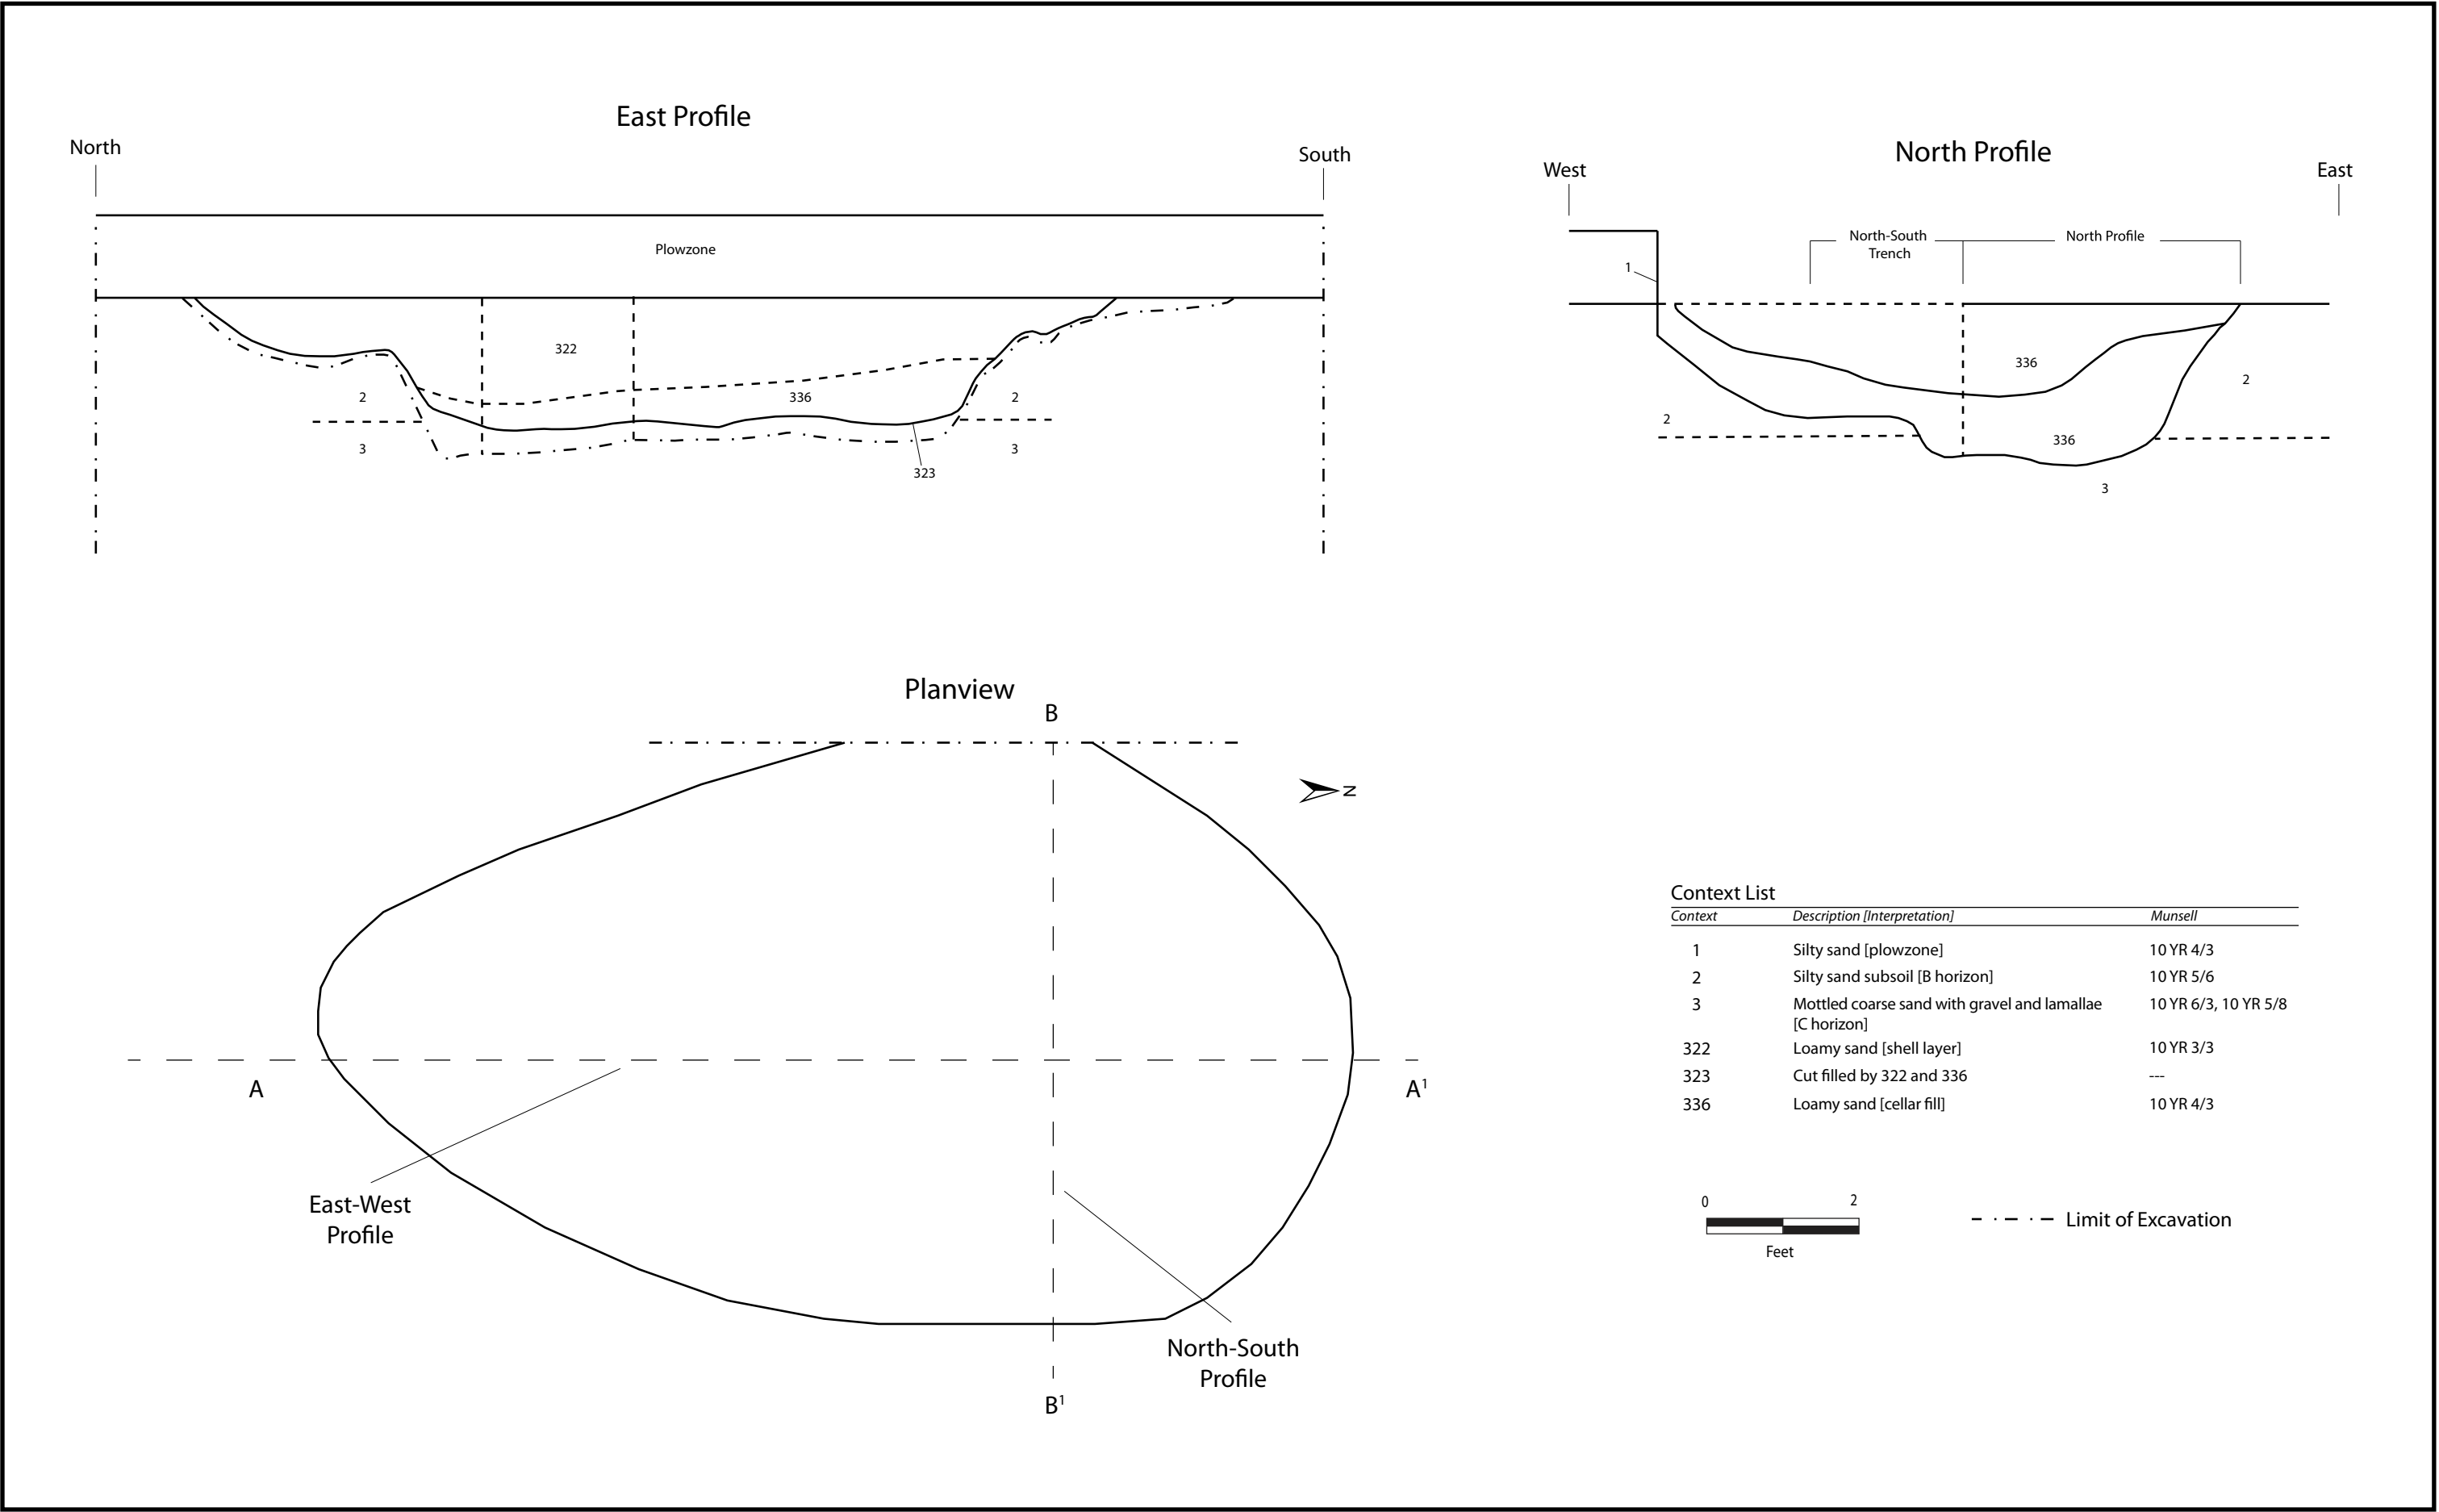 East Profile
North
South
Plowzone
322
2
336
2
3
3
323
North Profile
West
East
North-South
Trench
North Profile
1
336
2
2
336
3
Planview
B
N
A
A1
East-West
Profile
North-South
Profile
B1
Context List
Context Description [Interpretation] Munsell
1 Silty sand [plowzone] 10 YR 4/3
2 Silty sand subsoil [B horizon] 10 YR 5/6
3 Mottled coarse sand with gravel and lamallae 10 YR 6/3, 10 YR 5/8
[C horizon]
322 Loamy sand [shell layer] 10 YR 3/3
323 Cut filled by 322 and 336 ---
336 Loamy sand [cellar fill] 10 YR 4/3
0 2
Feet
Limit of Excavation